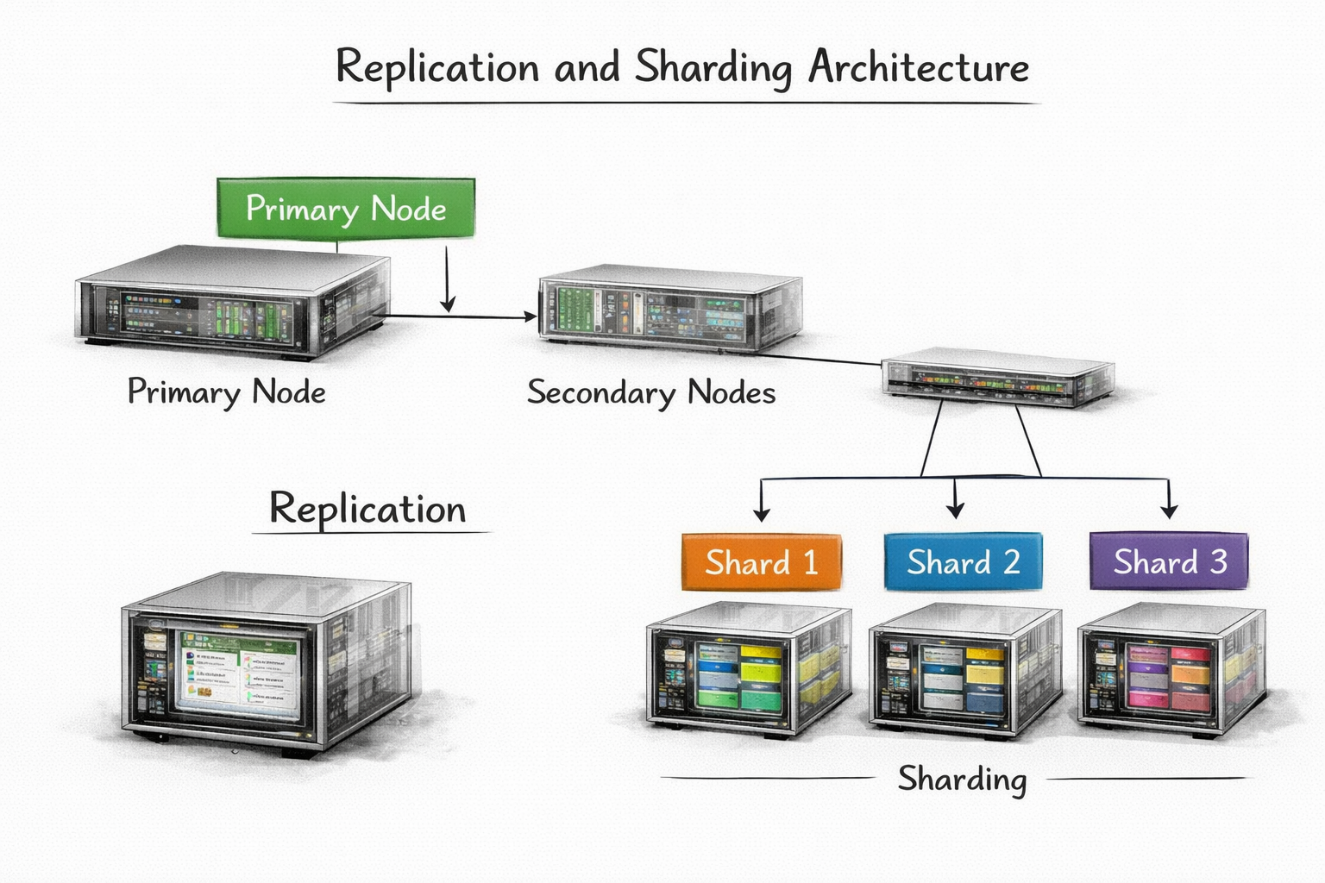 Replication and Sharding Architecture
Primary Node
Primary Node
Secondary Nodes
Replication
Shard 1
Shard 2
Shard 3
Sharding